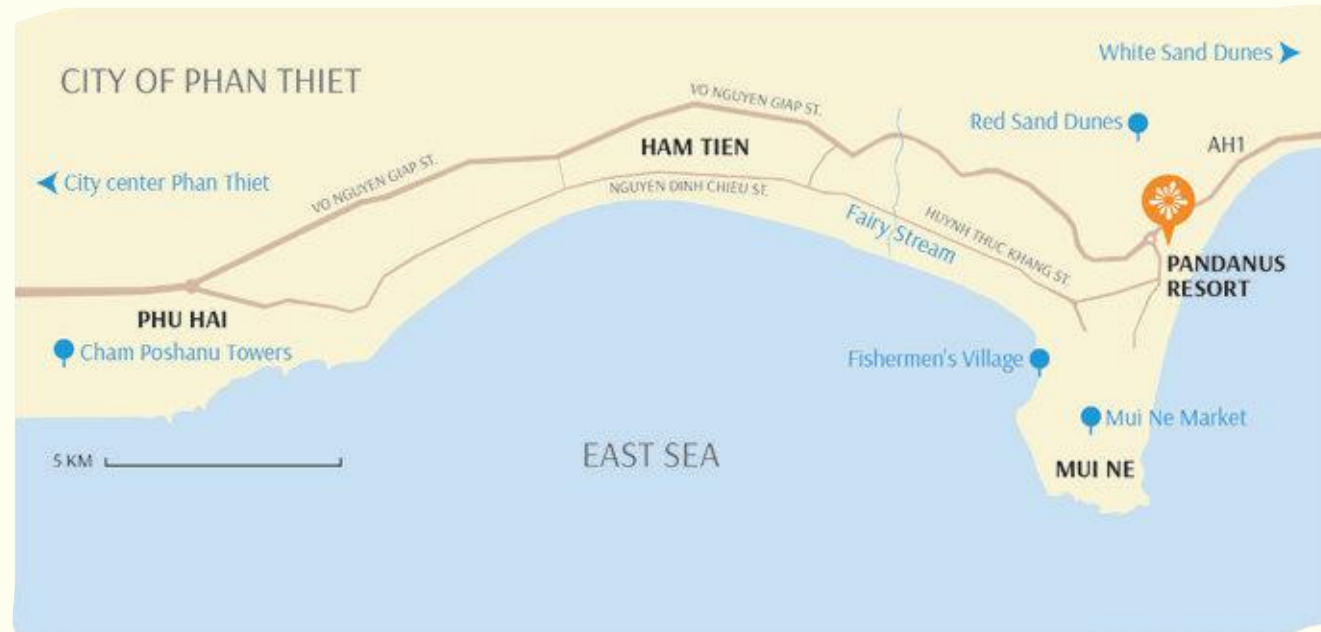 White Sand Dunes
CITY OF PHAN THIET
VO NGUYEN GIAP ST.
Red Sand Dunes
AH1
HAM TIEN
City center Phan Thiet
VO NGUYEN GIAP ST.
NGUYEN DINH CHIEU ST.
Fairy Stream
HUYNH THUC KHANG ST.
PANDANUS
RESORT
PHU HAI
Cham Poshanu Towers
Fishermen's Village
Mui Ne Market
5 KM
EAST SEA
MUI NE